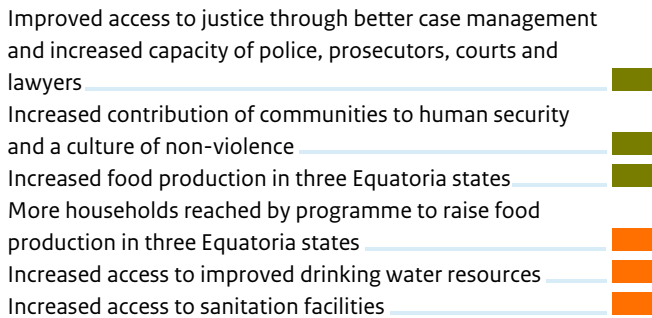 Improved access to justice through better case management
and increased capacity of police, prosecutors, courts and
lawyers
Increased contribution of communities to human security
and a culture of non-violence
Increased food production in three Equatoria states
More households reached by programme to raise food
production in three Equatoria states
Increased access to improved drinking water resources
Increased access to sanitation facilities